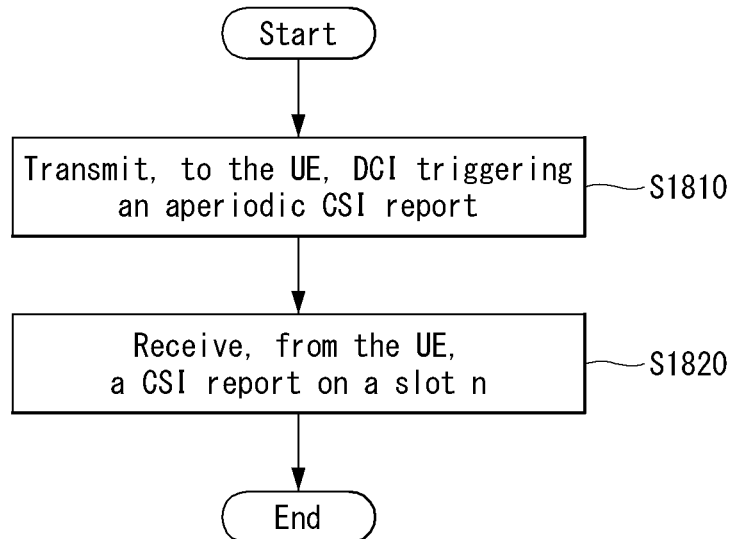 Start
Transmit, to the UE, DCI triggering
an aperiodic CSI report
S1810
Receive, from the UE,
a CSI report on a slot n
S1820
End